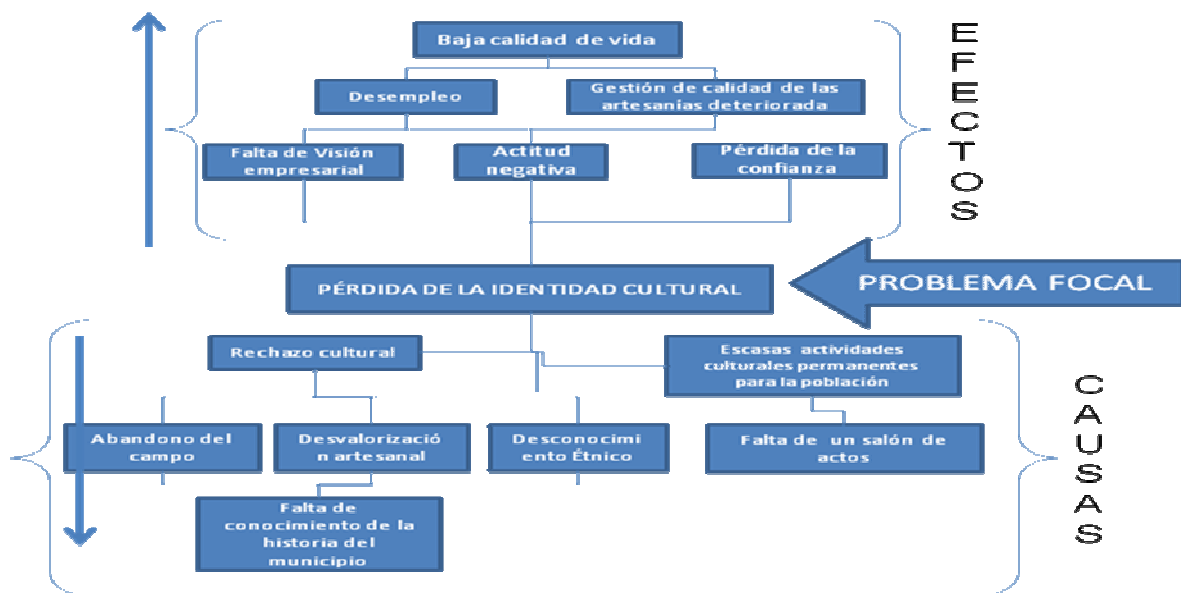 Baja calidad de vida
Desempleo
Gestión de calidad de las
artesanías deteriorada
Falta de Visión
empresarial
Actitud
negativa
Pérdida de la
confianza
EFECTOS
PÉRDIDA DE LA IDENTIDAD CULTURAL
PROBLEMA FOCAL
Rechazo cultural
Escasas actividades
culturales permanentes
para la población
Abandono del
campo
Desvalorizació
n artesanal
Desconocimi
ento Étnico
Falta de un salón de
actos
Falta de
conocimiento de la
historia del
municipio
CAUSAS